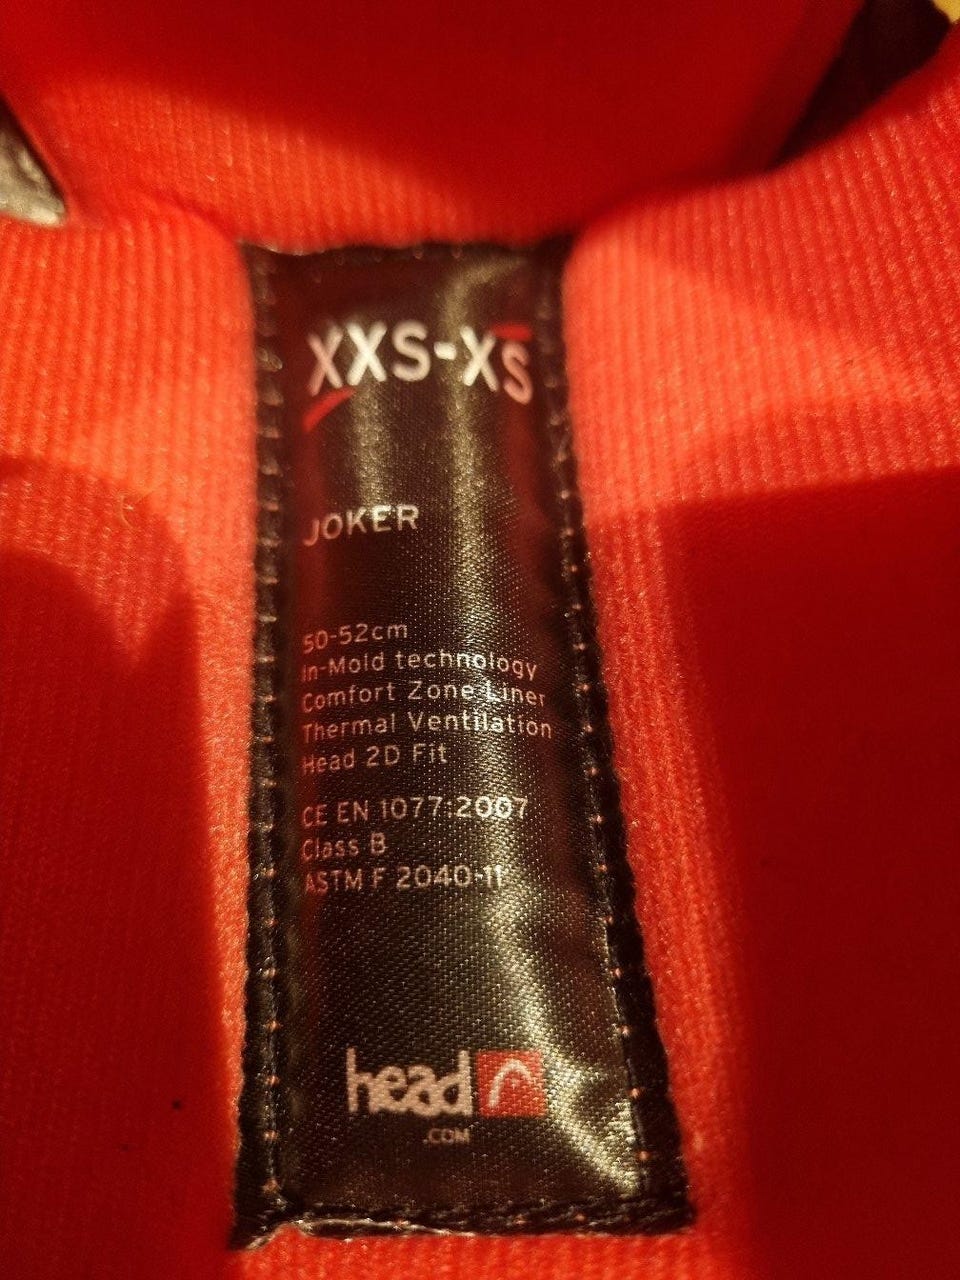 XXS-XS
JOKER
50-52cm
In-Mold technology
Comfort Zone Liner
Thermal Ventilation
Head 2D Fit
CE EN 1077:2007
Class B
ASTM F 2040-11
head
.COM